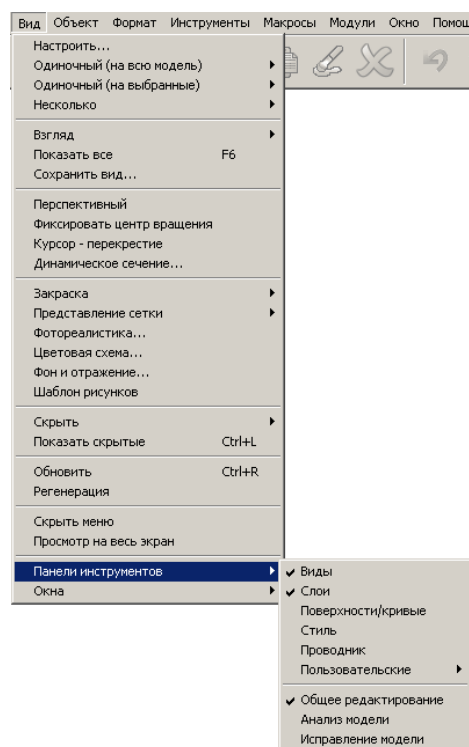 Вид Объект Формат Инструменты Макросы Модули Окно Помощ
Настроить...
Одиночный (на всю модель)
Одиночный (на выбранные)
Несколько
Взгляд
Показать все F6
Сохранить вид...
Перспективный
Фиксировать центр вращения
Курсор - перекрестие
Динамическое сечение...
Закраска
Представление сетки
Фотореалистика...
Цветовая схема...
Фон и отражение...
Шаблон рисунков
Скрыть
Показать скрытые Ctrl+L
Обновить Ctrl+R
Регенерация
Скрыть меню
Просмотр на весь экран
Панели инструментов
Окна
Виды
Слои
Поверхности/кривые
Стиль
Проводник
Пользовательские
Общее редактирование
Анализ модели
Исправление модели